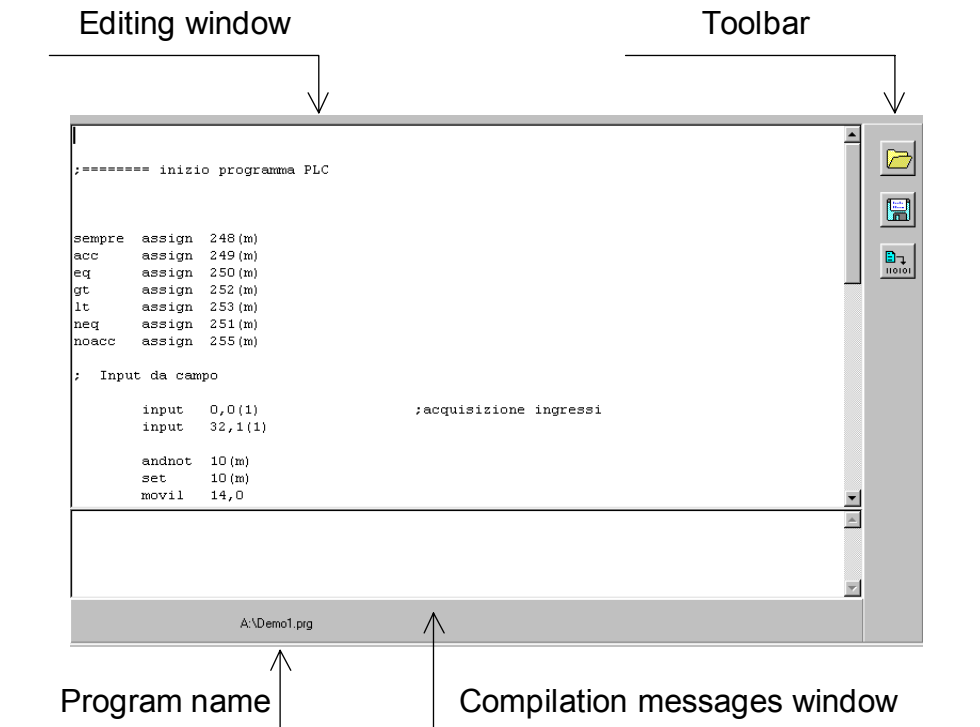 Editing window
Toolbar
;======== inizio programma PLC
sempre  assign  248(m)
acc     assign  249(m)
eq      assign  250(m)
gt      assign  252(m)
lt      assign  253(m)
neq     assign  251(m)
noacc   assign  255(m)
;  Input da campo
        input   0,0(1)                  ;acquisizione ingressi
        input   32,1(1)
        andnot  10(m)
        set     10(m)
        movil   14,0
110101
A:\Demo1.prg
Program name
Compilation messages window